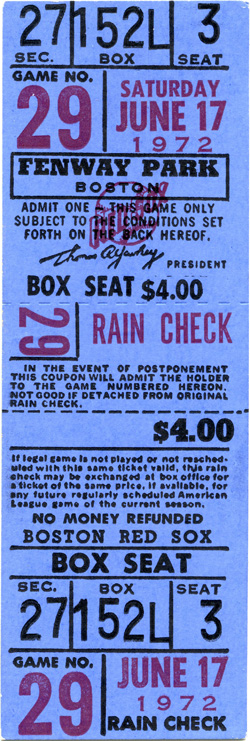 27 152L 3
SEC. BOX SEAT
GAME NO.
29
SATURDAY
JUNE 17
1972
FENWAY PARK
BOSTON
ADMIT ONE — THIS GAME ONLY
SUBJECT TO THE CONDITIONS SET
FORTH ON THE BACK HEREOF.
Thomas A. Yawkey PRESIDENT
BOX SEAT $4.00
29 RAIN CHECK
IN THE EVENT OF POSTPONEMENT
THIS COUPON WILL ADMIT THE HOLDER
TO THE GAME NUMBERED HEREON.
NOT GOOD IF DETACHED FROM ORIGINAL
RAIN CHECK.
$4.00
If legal game is not played or not resched-
uled with this same ticket valid, this rain
check may be exchanged at box office for
a ticket of the same price, if available, for
any future regularly scheduled American
League game of the current season.
NO MONEY REFUNDED
BOSTON RED SOX
BOX SEAT
SEC. BOX SEAT
27 152L 3
GAME NO.
29
JUNE 17
1972
RAIN CHECK